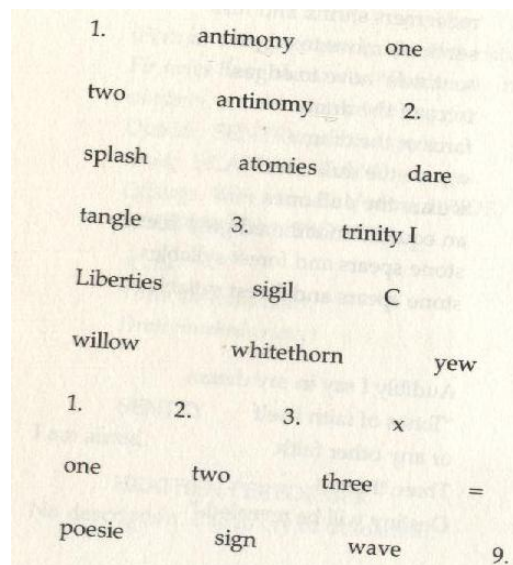 1. antimony one
two antinomy 2.
splash atomies dare
tangle 3. trinity I
Liberties sigil C
willow whitethorn yew
1. 2. 3. x
one two three =
poesie sign wave 9.